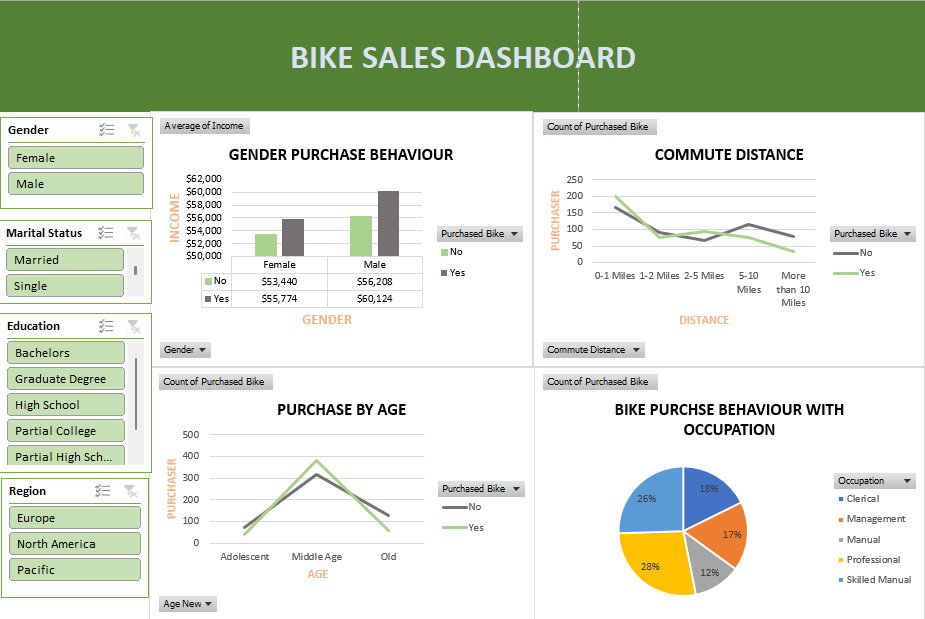 BIKE SALES DASHBOARD
Gender
Female
Male
Marital Status
Married
Single
Education
Bachelors
Graduate Degree
High School
Partial College
Partial High Sch...
Region
Europe
North America
Pacific
Average of Income
GENDER PURCHASE BEHAVIOUR
INCOME
$62,000
$60,000
$58,000
$56,000
$54,000
$52,000
$50,000
Female Male
No $53,440 $56,208
Yes $55,774 $60,124
GENDER
Purchased Bike
No
Yes
Gender
Count of Purchased Bike
COMMUTE DISTANCE
PURCHASER
250
200
150
100
50
0
0-1 Miles 1-2 Miles 2-5 Miles 5-10 More
Miles than 10
Miles
DISTANCE
Purchased Bike
No
Yes
Commute Distance
Count of Purchased Bike
PURCHASE BY AGE
PURCHASER
500
400
300
200
100
0
Adolescent Middle Age Old
AGE
Purchased Bike
No
Yes
Age New
Count of Purchased Bike
BIKE PURCHSE BEHAVIOUR WITH
OCCUPATION
26% 18%
17%
28% 12%
Occupation
Clerical
Management
Manual
Professional
Skilled Manual